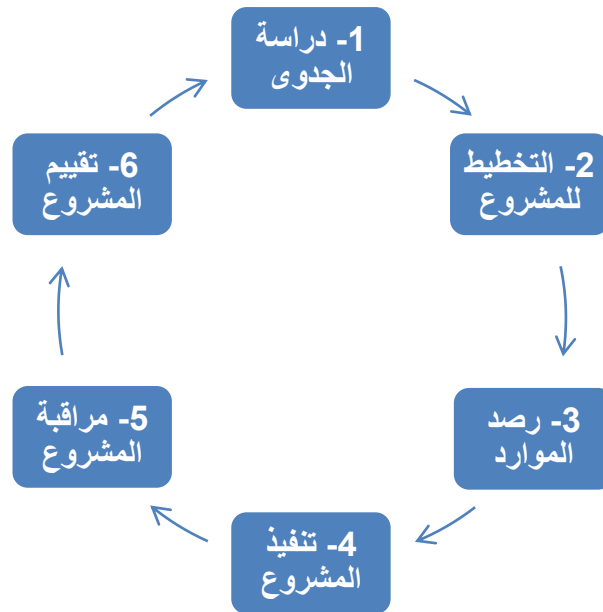 1- دراسة
الجدوى
2- التخطيط
للمشروع
3- رصد
الموارد
4- تنفيذ
المشروع
5- مراقبة
المشروع
6- تقييم
المشروع